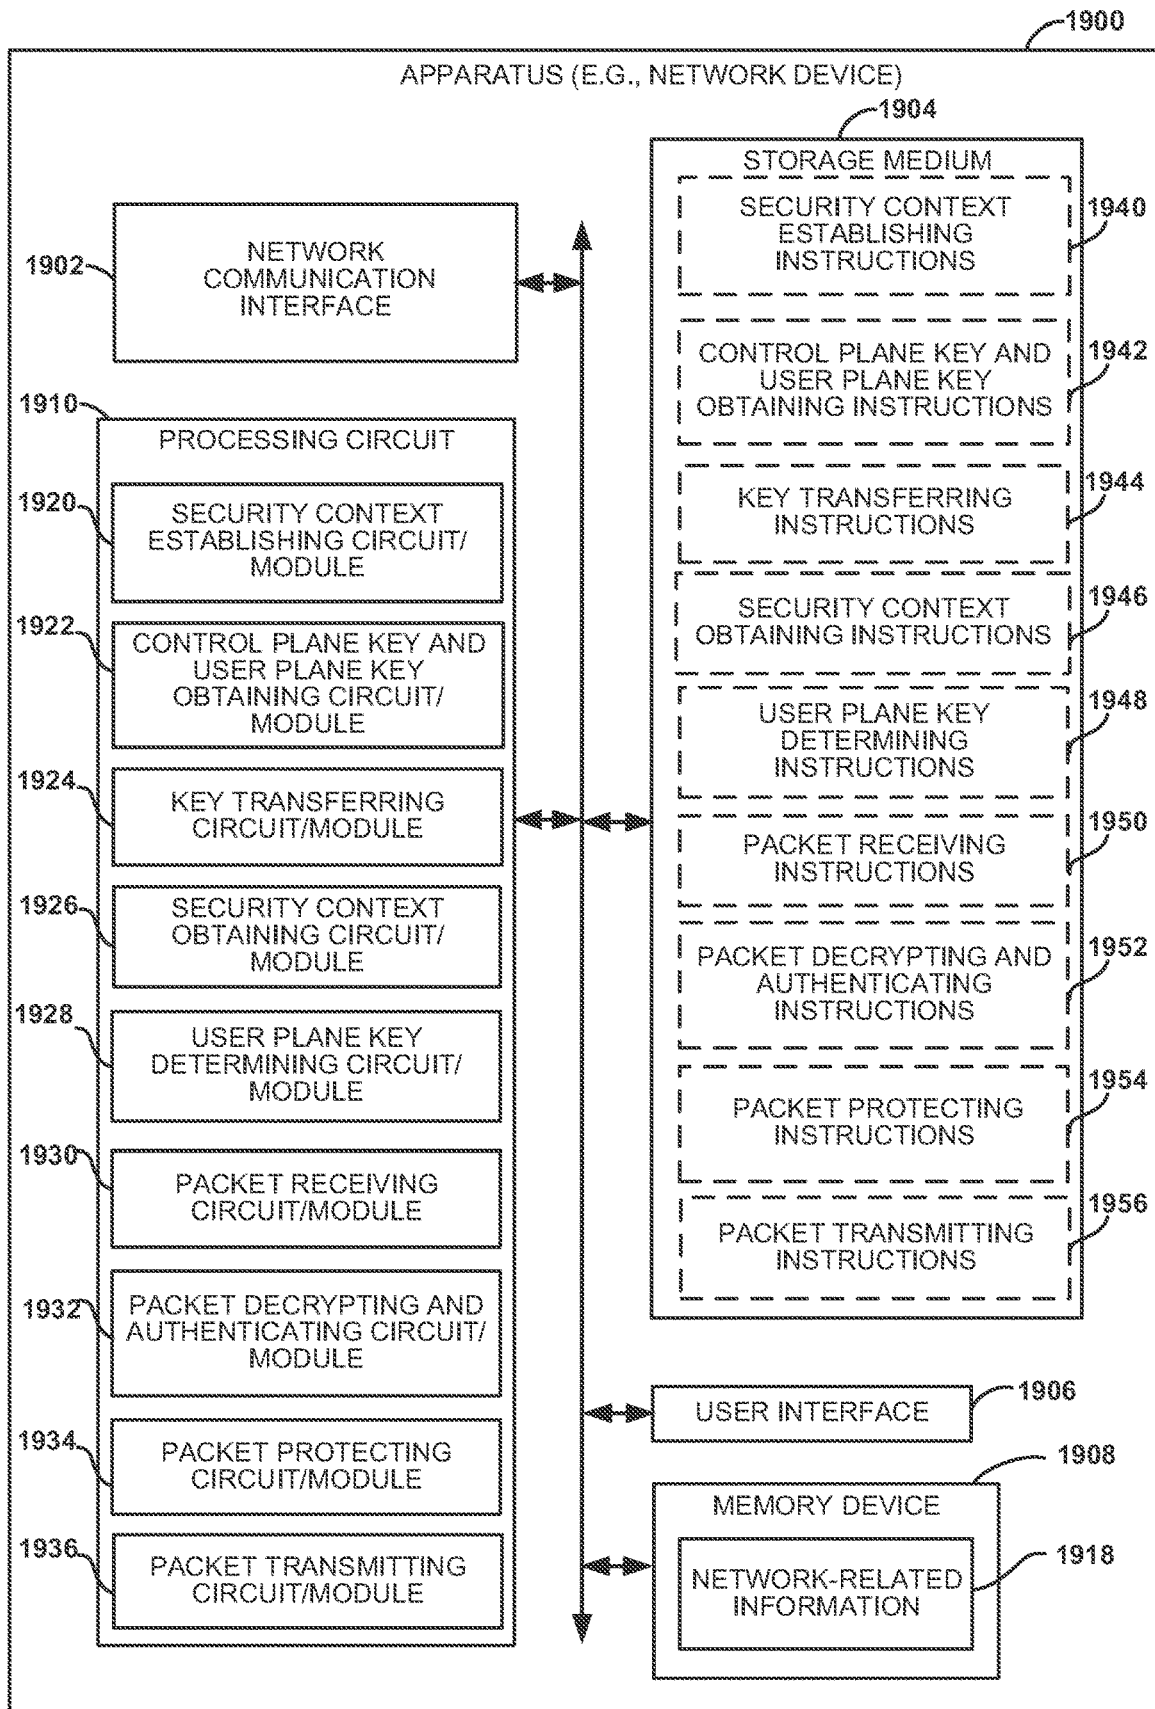 1900
APPARATUS (E.G., NETWORK DEVICE)
1902
NETWORK
COMMUNICATION
INTERFACE
1910
PROCESSING CIRCUIT
1920
SECURITY CONTEXT
ESTABLISHING CIRCUIT/
MODULE
1922
CONTROL PLANE KEY AND
USER PLANE KEY
OBTAINING CIRCUIT/
MODULE
1924
KEY TRANSFERRING
CIRCUIT/MODULE
1926
SECURITY CONTEXT
OBTAINING CIRCUIT/
MODULE
1928
USER PLANE KEY
DETERMINING CIRCUIT/
MODULE
1930
PACKET RECEIVING
CIRCUIT/MODULE
1932
PACKET DECRYPTING AND
AUTHENTICATING CIRCUIT/
MODULE
1934
PACKET PROTECTING
CIRCUIT/MODULE
1936
PACKET TRANSMITTING
CIRCUIT/MODULE
1904
STORAGE MEDIUM
SECURITY CONTEXT
ESTABLISHING
INSTRUCTIONS
1940
CONTROL PLANE KEY AND
USER PLANE KEY
OBTAINING INSTRUCTIONS
1942
KEY TRANSFERRING
INSTRUCTIONS
1944
SECURITY CONTEXT
OBTAINING INSTRUCTIONS
1946
USER PLANE KEY
DETERMINING
INSTRUCTIONS
1948
PACKET RECEIVING
INSTRUCTIONS
1950
PACKET DECRYPTING AND
AUTHENTICATING
INSTRUCTIONS
1952
PACKET PROTECTING
INSTRUCTIONS
1954
PACKET TRANSMITTING
INSTRUCTIONS
1956
USER INTERFACE
1906
1908
MEMORY DEVICE
NETWORK-RELATED
INFORMATION
1918